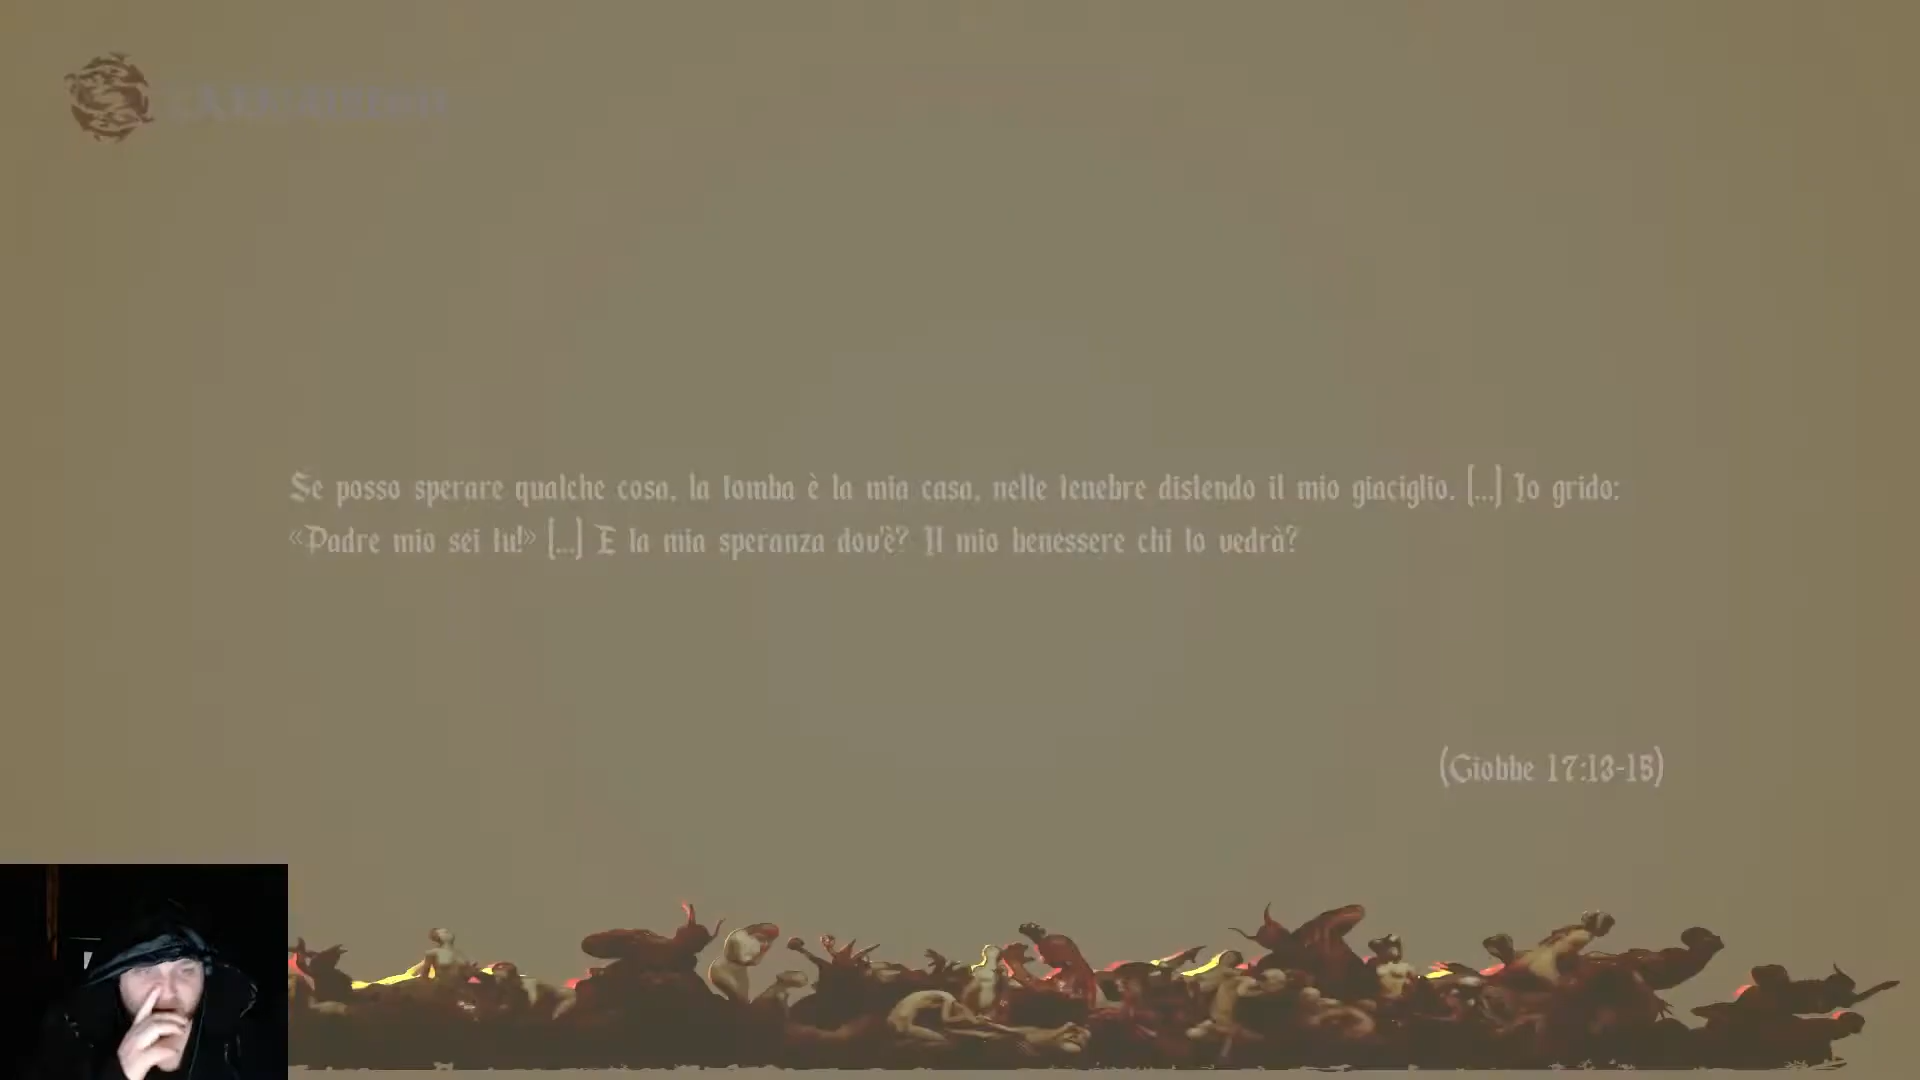 Se posso sperare qualche cosa, la tomba è la mia casa, nelle tenebre distendo il mio giaciglio. [...] Io grido:
«Padre mio sei tu!» [...] E la mia speranza dov'è? Il mio benessere chi lo vedrà?
(Giobbe 17:13-15)